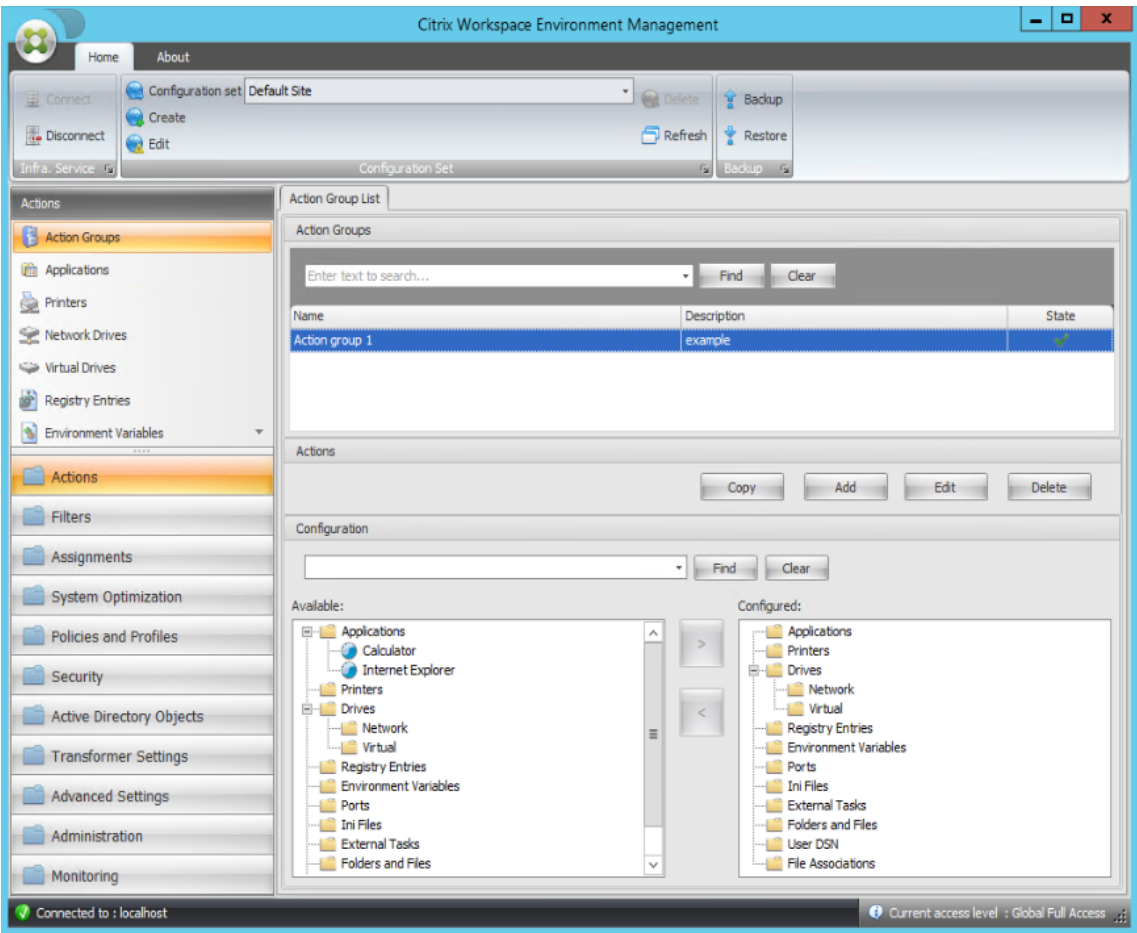 Citrix Workspace Environment Management
Home About
Connect
Disconnect
Infra. Service
Configuration set Default Site
Create
Edit
Delete
Refresh
Configuration Set
Backup
Restore
Backup
Actions
Action Groups
Applications
Printers
Network Drives
Virtual Drives
Registry Entries
Environment Variables
Actions
Filters
Assignments
System Optimization
Policies and Profiles
Security
Active Directory Objects
Transformer Settings
Advanced Settings
Administration
Monitoring
Action Group List
Action Groups
Enter text to search... Find Clear
Name Description State
Action group 1 example
Actions
Copy Add Edit Delete
Configuration
Find Clear
Available:
Applications
Calculator
Internet Explorer
Printers
Drives
Network
Virtual
Registry Entries
Environment Variables
Ports
Ini Files
External Tasks
Folders and Files
>
<
Configured:
Applications
Printers
Drives
Network
Virtual
Registry Entries
Environment Variables
Ports
Ini Files
External Tasks
Folders and Files
User DSN
File Associations
Connected to : localhost
Current access level : Global Full Access